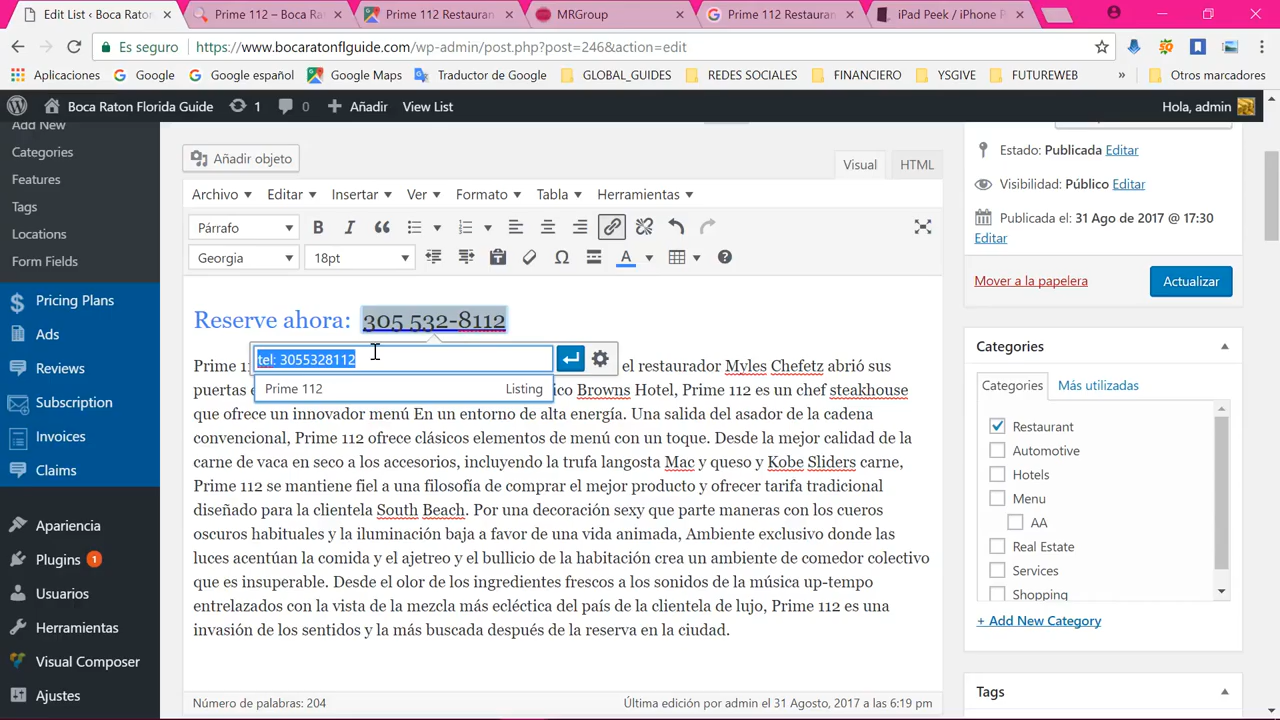 Edit List ‹ Boca Raton
Prime 112 – Boca Ra
Prime 112 Restauran
MRGroup
Prime 112 Restauran
iPad Peek / iPhone P
Es seguro
https://www.bocaratonflguide.com/wp-admin/post.php?post=246&action=edit
Aplicaciones
Google
Google español
Google Maps
Traductor de Google
GLOBAL_GUIDES
REDES SOCIALES
FINANCIERO
YSGIVE
FUTUREWEB
»
Otros marcadores
Boca Raton Florida Guide
1
0
Añadir
View List
Hola, admin
Add New
Categories
Features
Tags
Locations
Form Fields
Pricing Plans
Ads
Reviews
Subscription
Invoices
Claims
Apariencia
Plugins 1
Usuarios
Herramientas
Visual Composer
Ajustes
Añadir objeto
Visual
HTML
Archivo
Editar
Insertar
Ver
Formato
Tabla
Herramientas
Párrafo
Georgia
18pt
Reserve ahora: 305 532-8112
tel: 3055328112
Prime 112
Listing
el restaurador Myles Chefetz abrió sus
Browns Hotel, Prime 112 es un chef steakhouse
que ofrece un innovador menú En un entorno de alta energía. Una salida del asador de la cadena
convencional, Prime 112 ofrece clásicos elementos de menú con un toque. Desde la mejor calidad de la
carne de vaca en seco a los accesorios, incluyendo la trufa langosta Mac y queso y Kobe Sliders carne,
Prime 112 se mantiene fiel a una filosofía de comprar el mejor producto y ofrecer tarifa tradicional
diseñado para la clientela South Beach. Por una decoración sexy que parte maneras con los cueros
oscuros habituales y la iluminación baja a favor de una vida animada, Ambiente exclusivo donde las
luces acentúan la comida y el ajetreo y el bullicio de la habitación crea un ambiente de comedor colectivo
que es insuperable. Desde el olor de los ingredientes frescos a los sonidos de la música up-tempo
entrelazados con la vista de la mezcla más ecléctica del país de la clientela de lujo, Prime 112 es una
invasión de los sentidos y la más buscada después de la reserva en la ciudad.
Número de palabras: 204
Última edición por admin el 31 Agosto, 2017 a las 6:19 pm
Estado: Publicada Editar
Visibilidad: Público Editar
Publicada el: 31 Ago de 2017 @ 17:30
Editar
Mover a la papelera
Actualizar
Categories
Categories
Más utilizadas
Restaurant
Automotive
Hotels
Menu
AA
Real Estate
Services
Shopping
+ Add New Category
Tags